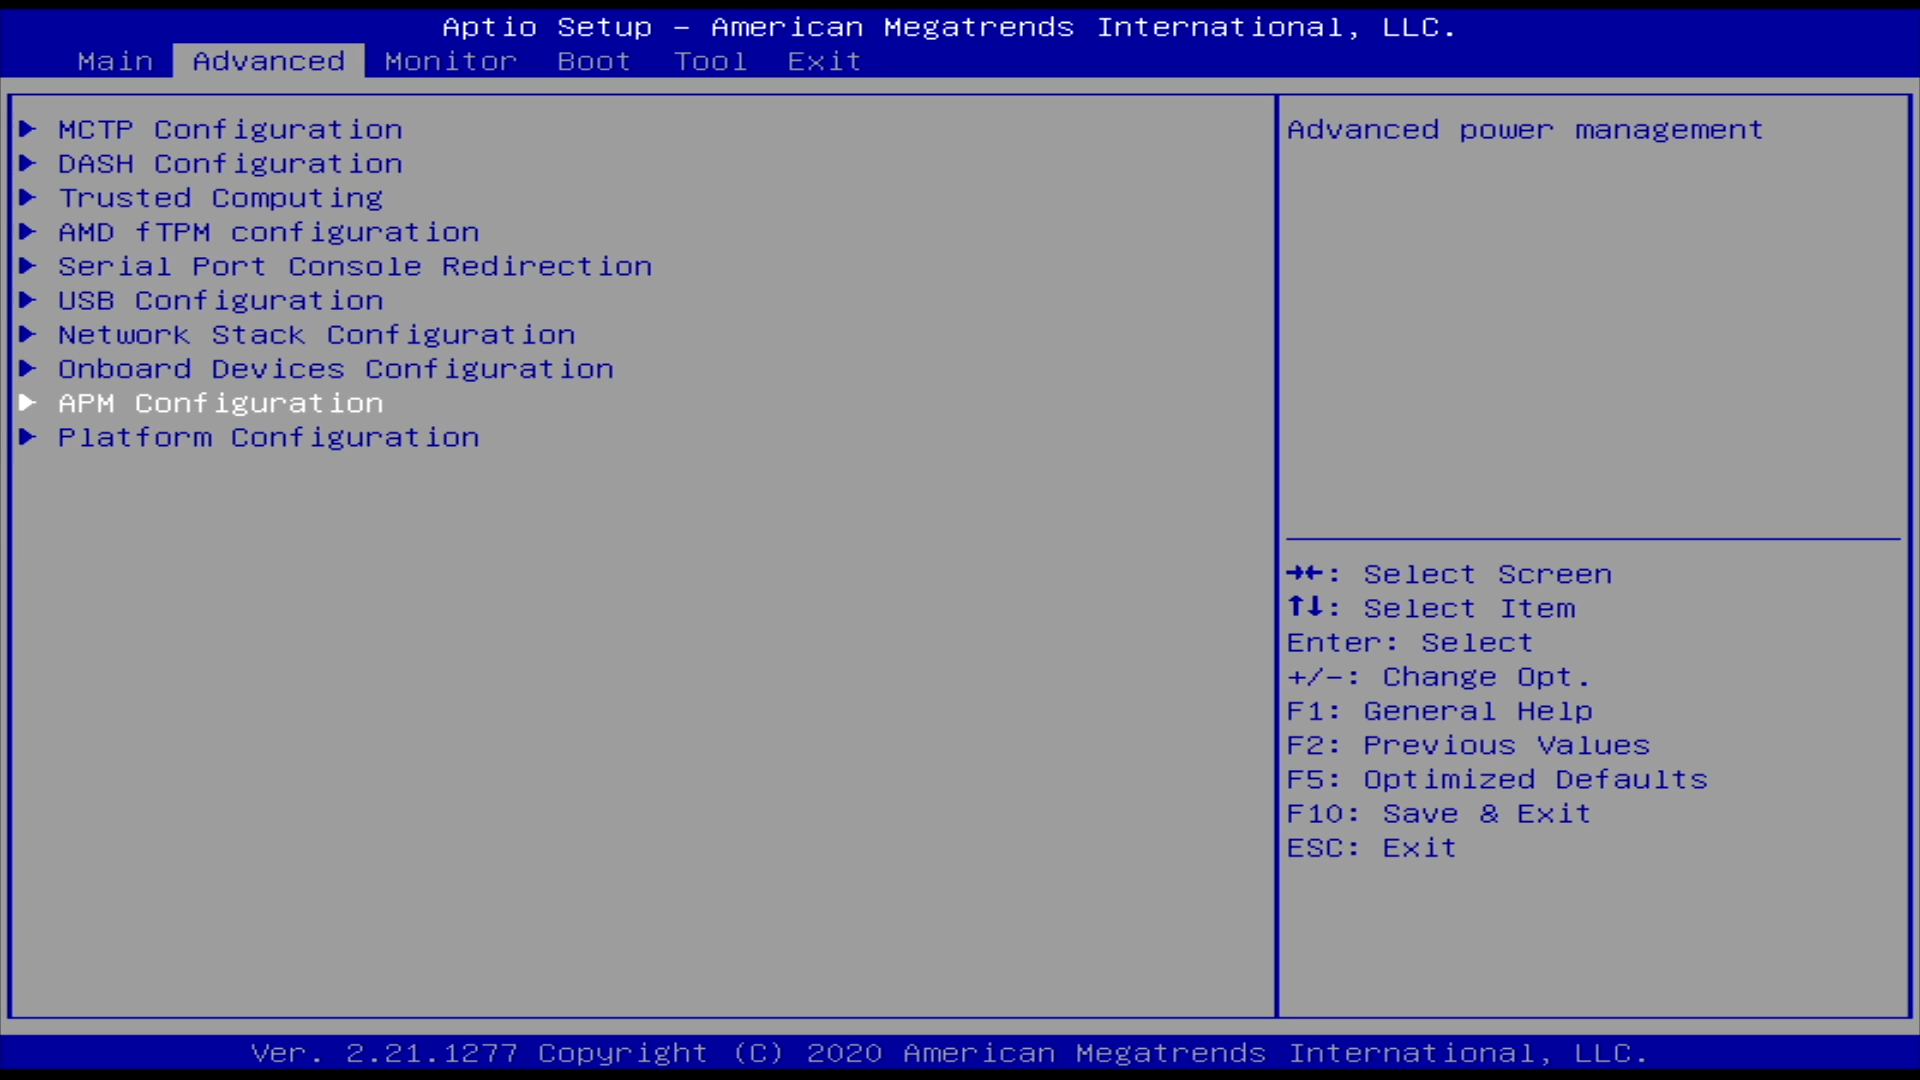 Aptio Setup – American Megatrends International, LLC.
Main Advanced Monitor Boot Tool Exit
► MCTP Configuration
► DASH Configuration
► Trusted Computing
► AMD fTPM configuration
► Serial Port Console Redirection
► USB Configuration
► Network Stack Configuration
► Onboard Devices Configuration
► APM Configuration
► Platform Configuration
Advanced power management
→←: Select Screen
↑↓: Select Item
Enter: Select
+/-: Change Opt.
F1: General Help
F2: Previous Values
F5: Optimized Defaults
F10: Save & Exit
ESC: Exit
Ver. 2.21.1277 Copyright (C) 2020 American Megatrends International, LLC.